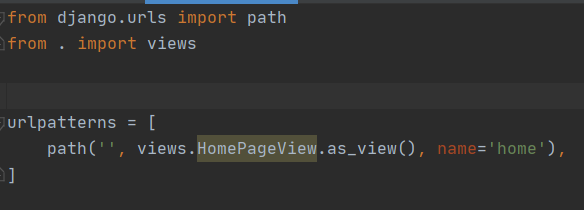 from django.urls import path
from . import views
urlpatterns = [
    path('', views.HomePageView.as_view(), name='home'),
]